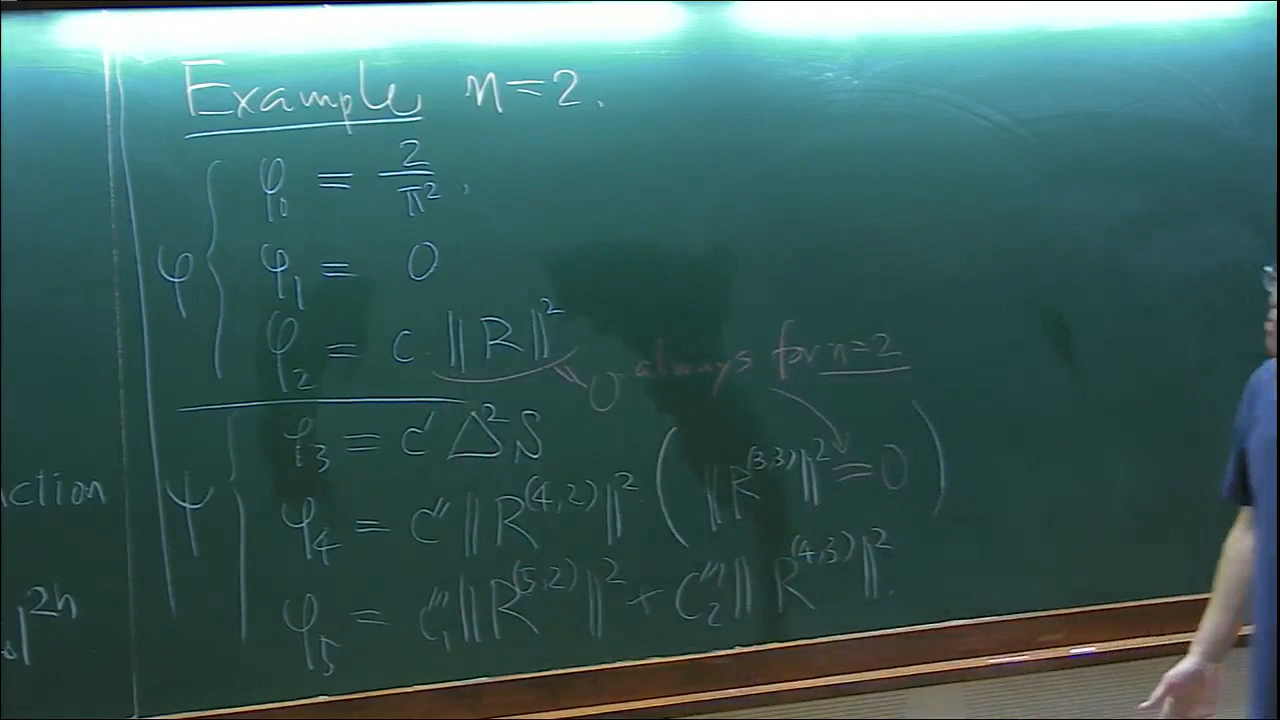 Example n=2.
φ { φ₀ = 2/π²,
φ₁ = 0
φ₂ = c·‖R‖² → 0 always for n=2
ψ { φ₃ = c′ Δ²S
φ₄ = c″ ‖R^(4,2)‖² ( ‖R^(3,3)‖² = 0 )
φ₅ = c₁‴ ‖R^(5,2)‖² + c₂‴ ‖R^(4,3)‖².
ction
|²ⁿ